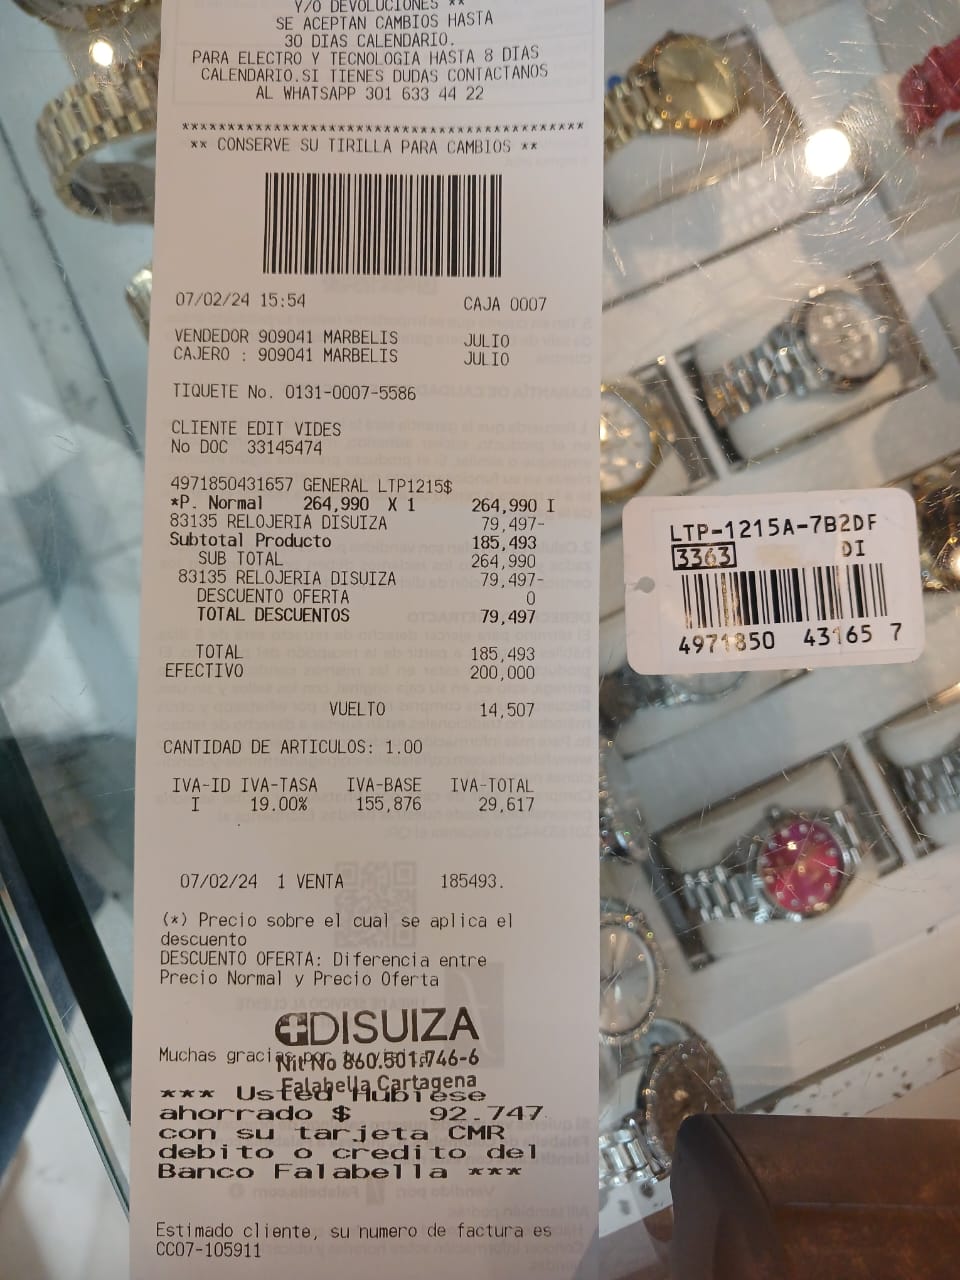 Y/O DEVOLUCIONES **
SE ACEPTAN CAMBIOS HASTA
30 DIAS CALENDARIO.
PARA ELECTRO Y TECNOLOGIA HASTA 8 DIAS
CALENDARIO.SI TIENES DUDAS CONTACTANOS
AL WHATSAPP 301 633 44 22
********************************************
** CONSERVE SU TIRILLA PARA CAMBIOS **
07/02/24 15:54 CAJA 0007
VENDEDOR 909041 MARBELIS JULIO
CAJERO : 909041 MARBELIS JULIO
TIQUETE No. 0131-0007-5586
CLIENTE EDIT VIDES
No DOC 33145474
4971850431657 GENERAL LTP1215$
*P. Normal 264,990 X 1 264,990 I
83135 RELOJERIA DISUIZA 79,497-
Subtotal Producto 185,493
SUB TOTAL 264,990
83135 RELOJERIA DISUIZA 79,497-
DESCUENTO OFERTA 0
TOTAL DESCUENTOS 79,497
TOTAL 185,493
EFECTIVO 200,000
VUELTO 14,507
CANTIDAD DE ARTICULOS: 1.00
IVA-ID IVA-TASA IVA-BASE IVA-TOTAL
I 19.00% 155,876 29,617
07/02/24 1 VENTA 185493.
(*) Precio sobre el cual se aplica el
descuento
DESCUENTO OFERTA: Diferencia entre
Precio Normal y Precio Oferta
DISUIZA
Muchas gracias por
Nit No 860.501.746-6
Falabella Cartagena
*** Usted Hubiese
ahorrado $ 92.747
con su tarjeta CMR
debito o credito del
Banco Falabella ***
Estimado cliente, su numero de factura es
CC07-105911
LTP-1215A-7B2DF
3363 DI
4971850 43165 7